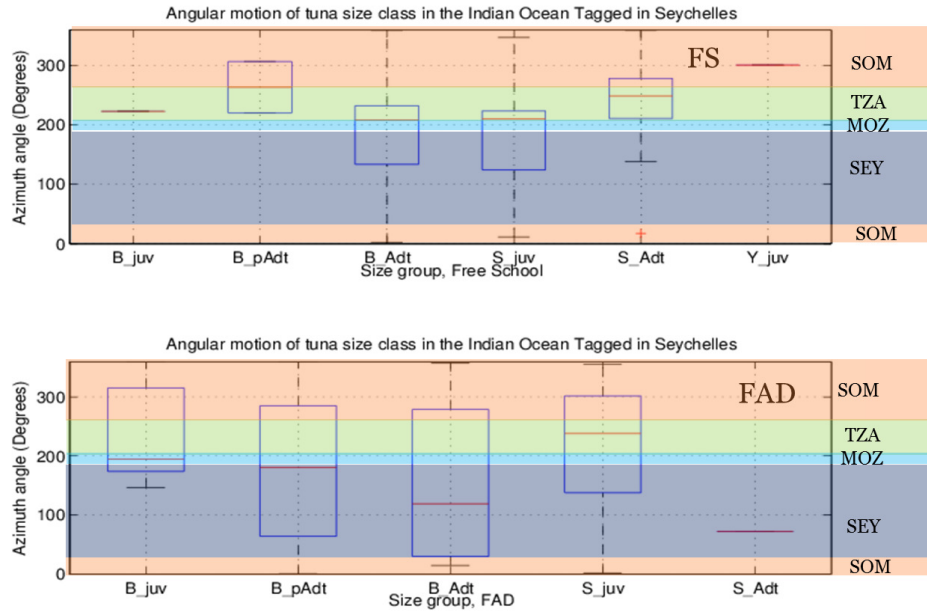 Angular motion of tuna size class in the Indian Ocean Tagged in Seychelles
FS
SOM
TZA
MOZ
SEY
SOM
Azimuth angle (Degrees)
300
200
100
0
B_juv B_pAdt B_Adt S_juv S_Adt Y_juv
Size group, Free School
Angular motion of tuna size class in the Indian Ocean Tagged in Seychelles
FAD
SOM
TZA
MOZ
SEY
SOM
Azimuth angle (Degrees)
300
200
100
0
B_juv B_pAdt B_Adt S_juv S_Adt
Size group, FAD